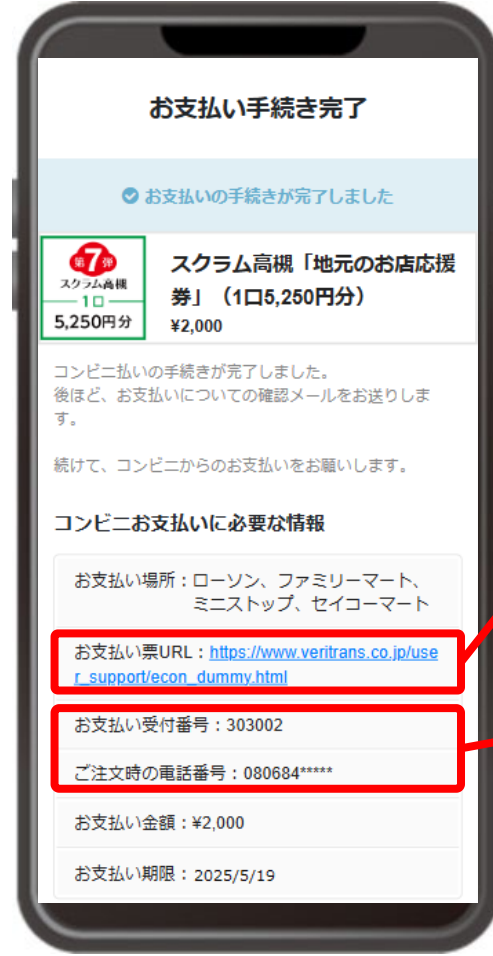 お支払い手続き完了
お支払いの手続きが完了しました
第7弾
スクラム高槻
1口
5,250円分
スクラム高槻「地元のお店応援
券」（1口5,250円分）
¥2,000
コンビニ払いの手続きが完了しました。
後ほど、お支払いについての確認メールをお送りしま
す。
続けて、コンビニからのお支払いをお願いします。
コンビニお支払いに必要な情報
お支払い場所：ローソン、ファミリーマート、
ミニストップ、セイコーマート
お支払い票URL：https://www.veritrans.co.jp/use
r_support/econ_dummy.html
お支払い受付番号：303002
ご注文時の電話番号：080684*****
お支払い金額：¥2,000
お支払い期限：2025/5/19